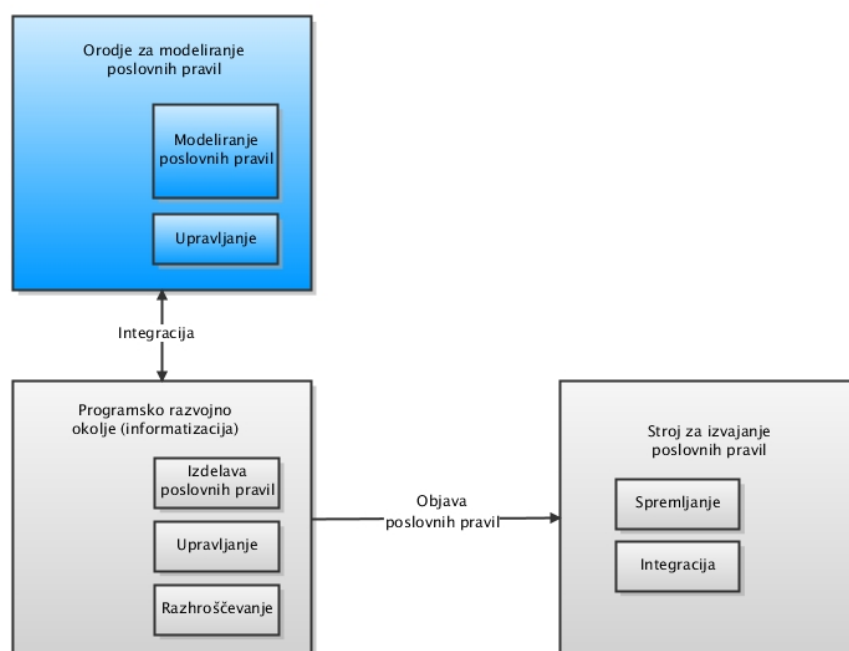 Orodje za modeliranje
poslovnih pravil
Modeliranje
poslovnih pravil
Upravljanje
Integracija
Programsko razvojno
okolje (informatizacija)
Izdelava
poslovnih pravil
Upravljanje
Razhroščevanje
Objava
poslovnih pravil
Stroj za izvajanje
poslovnih pravil
Spremljanje
Integracija